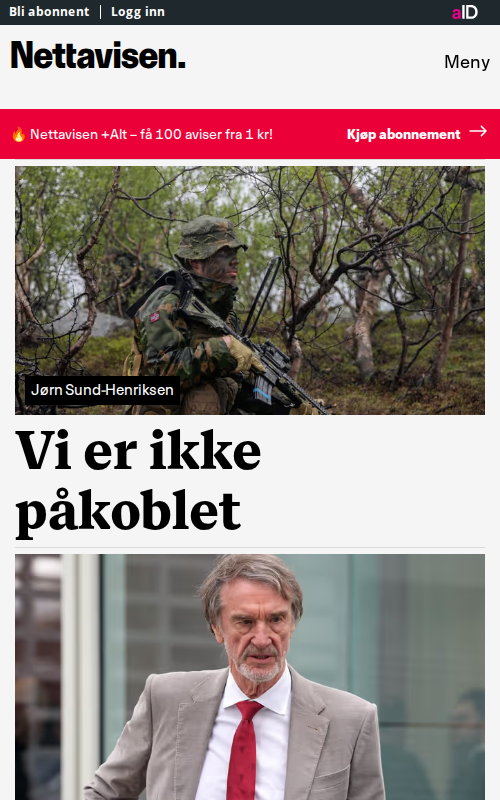 Bli abonnent | Logg inn
aID
Nettavisen.
Meny
🔥 Nettavisen +Alt – få 100 aviser fra 1 kr!
Kjøp abonnement →
Jørn Sund-Henriksen
Vi er ikke
påkoblet